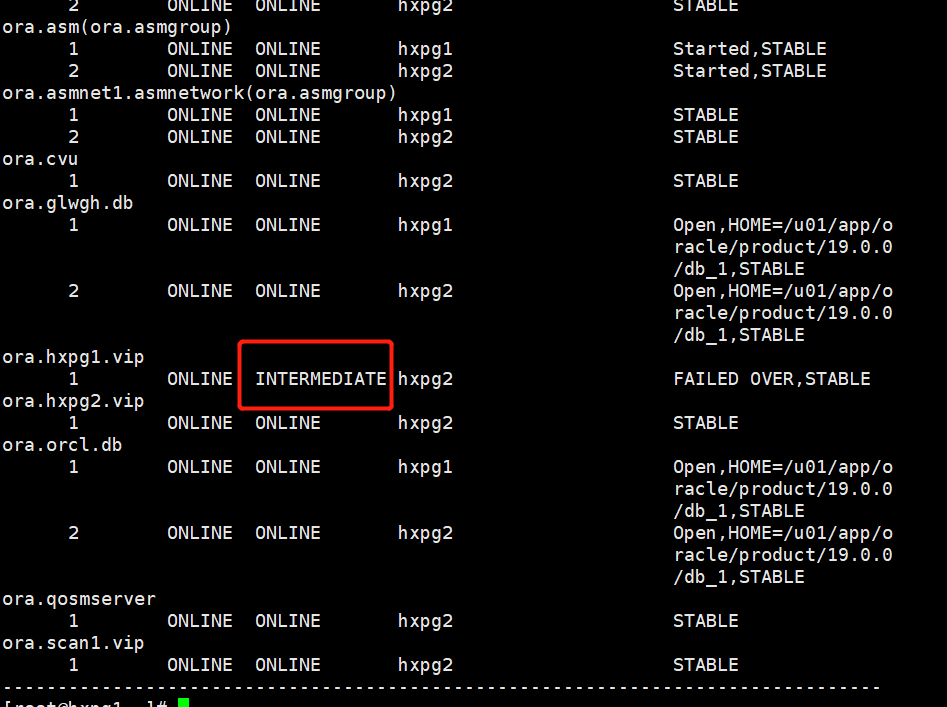 2 ONLINE ONLINE hxpg2 STABLE
ora.asm(ora.asmgroup)
1 ONLINE ONLINE hxpg1 Started,STABLE
2 ONLINE ONLINE hxpg2 Started,STABLE
ora.asmnet1.asmnetwork(ora.asmgroup)
1 ONLINE ONLINE hxpg1 STABLE
2 ONLINE ONLINE hxpg2 STABLE
ora.cvu
1 ONLINE ONLINE hxpg2 STABLE
ora.glwgh.db
1 ONLINE ONLINE hxpg1 Open,HOME=/u01/app/o
racle/product/19.0.0
/db_1,STABLE
2 ONLINE ONLINE hxpg2 Open,HOME=/u01/app/o
racle/product/19.0.0
/db_1,STABLE
ora.hxpg1.vip
1 ONLINE INTERMEDIATE hxpg2 FAILED OVER,STABLE
ora.hxpg2.vip
1 ONLINE ONLINE hxpg2 STABLE
ora.orcl.db
1 ONLINE ONLINE hxpg1 Open,HOME=/u01/app/o
racle/product/19.0.0
/db_1,STABLE
2 ONLINE ONLINE hxpg2 Open,HOME=/u01/app/o
racle/product/19.0.0
/db_1,STABLE
ora.qosmserver
1 ONLINE ONLINE hxpg2 STABLE
ora.scan1.vip
1 ONLINE ONLINE hxpg2 STABLE
--------------------------------------------------------------------------------
[root@hxpg1 ~]#